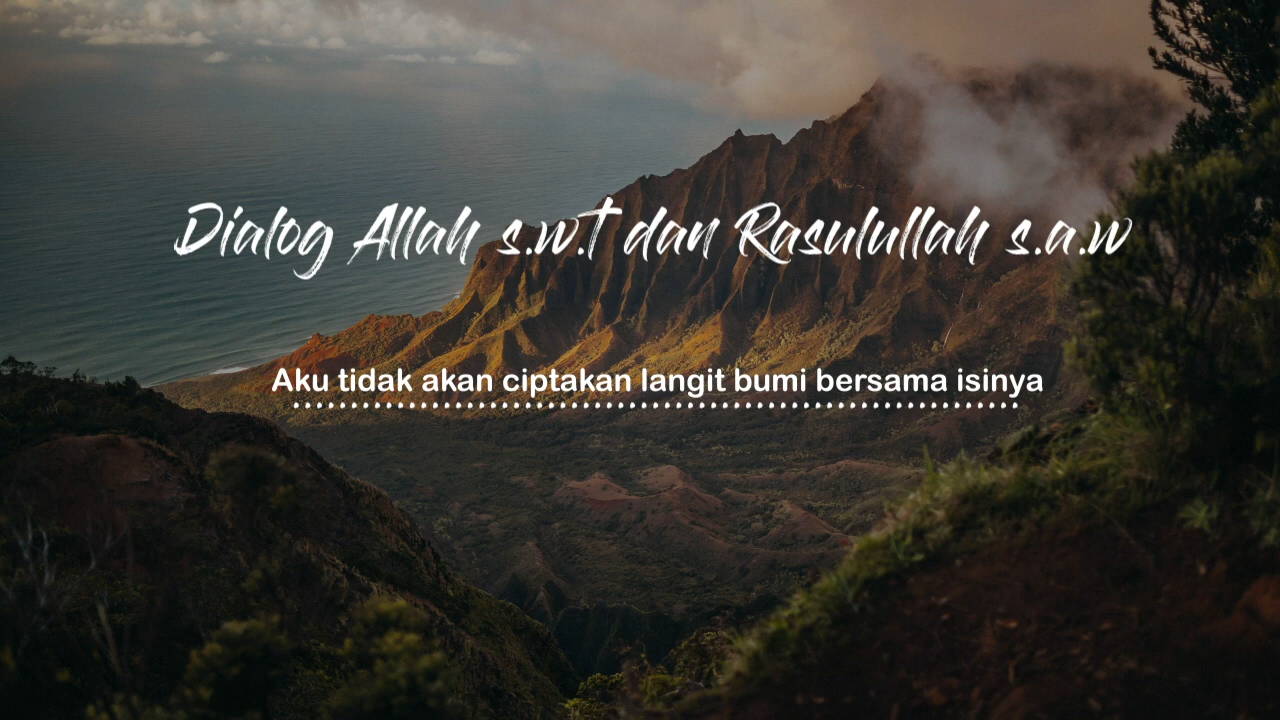 Dialog Allah s.w.t dan Rasulullah s.a.w
Aku tidak akan ciptakan langit bumi bersama isinya